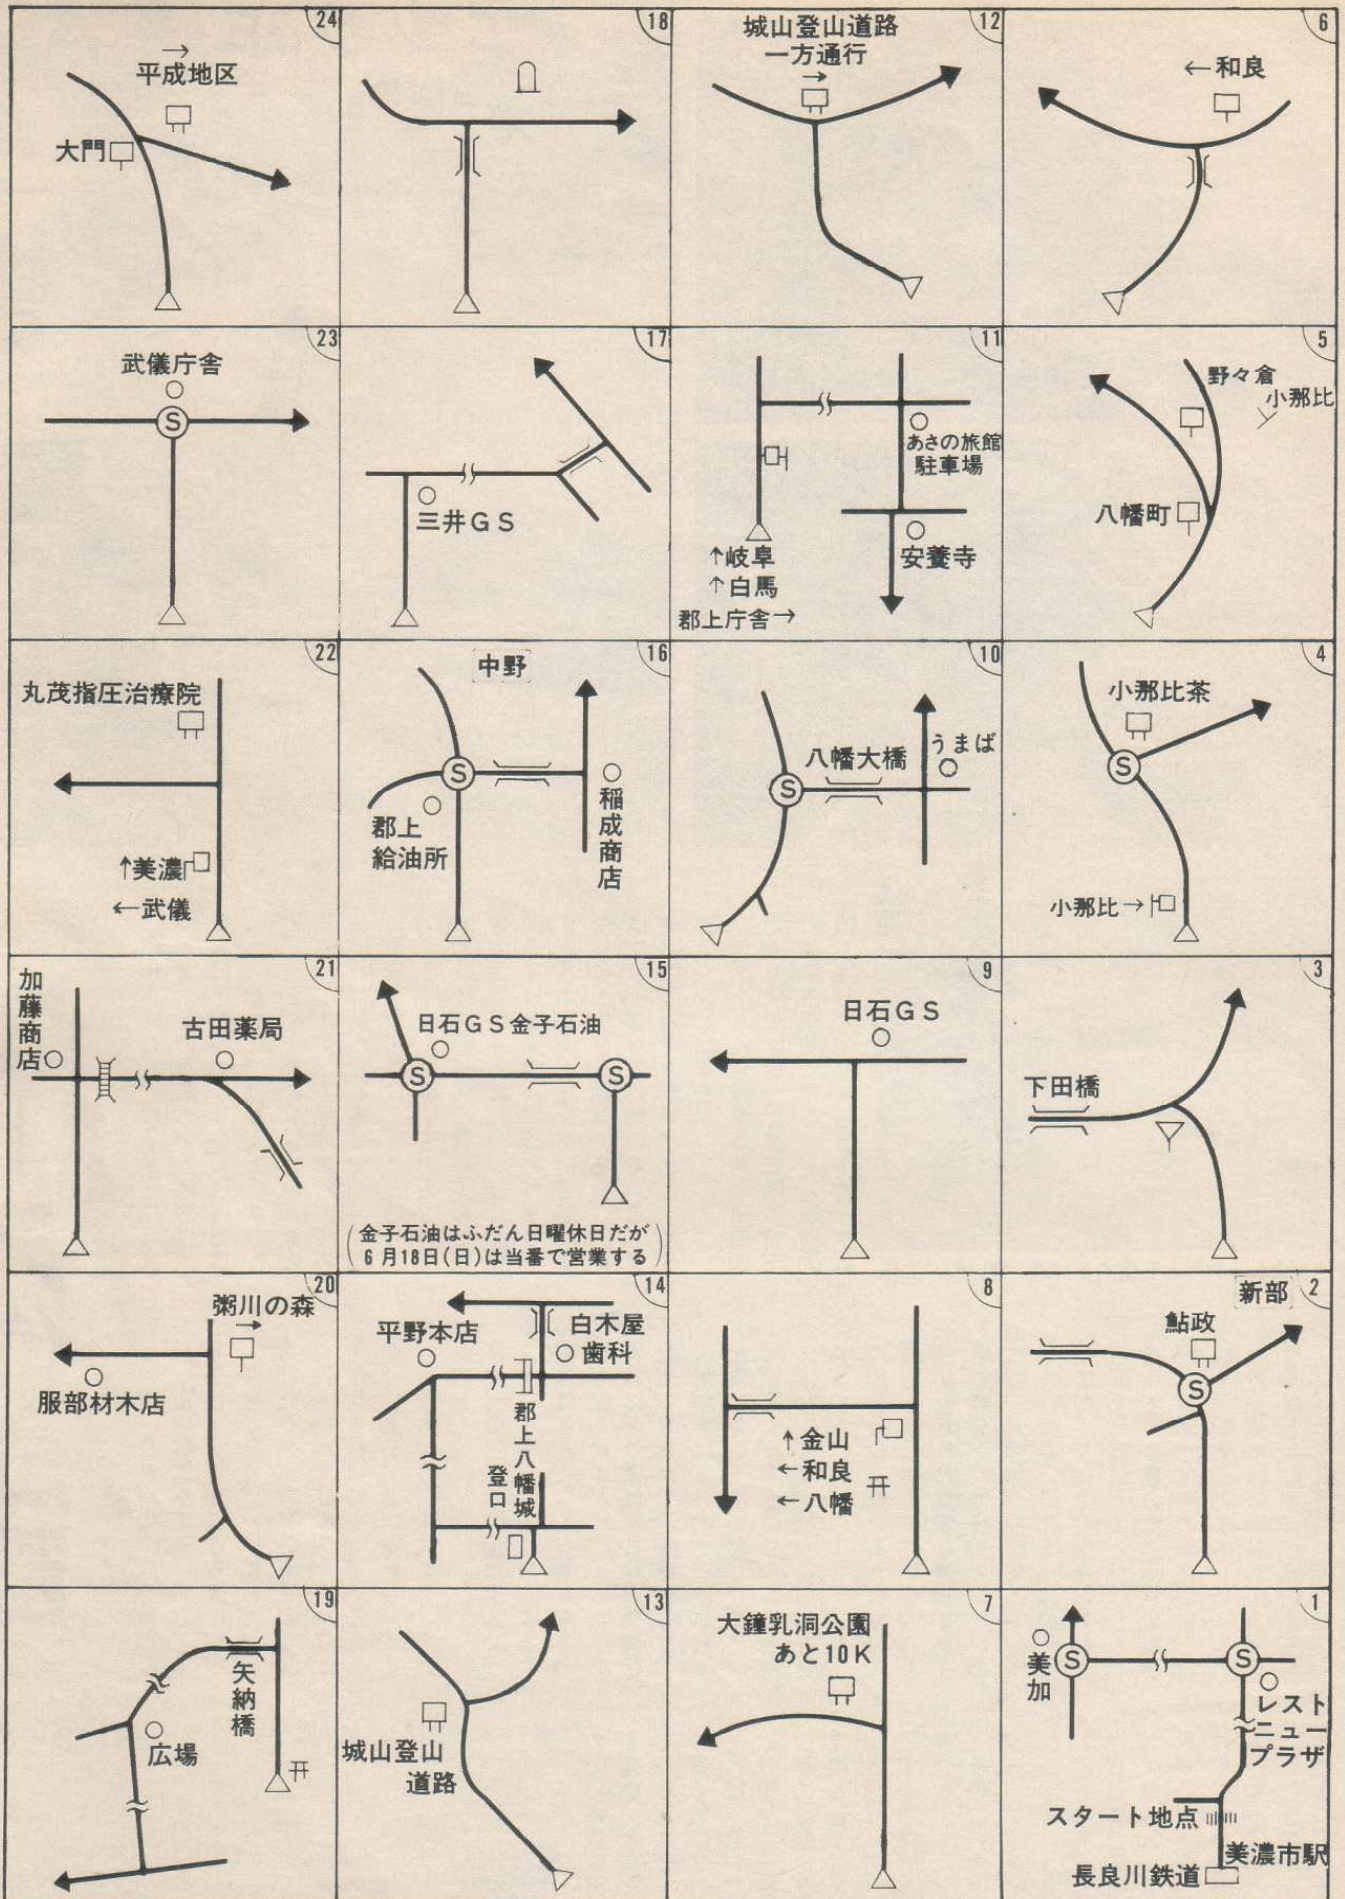 24
→
平成地区
大門
18
12
城山登山道路
一方通行
→
6
←和良
23
武儀庁舎
S
17
三井GS
11
あさの旅館
駐車場
↑岐阜
↑白馬
郡上庁舎→
安養寺
5
野々倉
小那比
八幡町
22
丸茂指圧治療院
↑美濃
←武儀
16
中野
S
郡上
給油所
稲成商店
10
八幡大橋
うまば
S
4
小那比茶
S
小那比→
21
加藤商店
古田薬局
15
日石GS金子石油
S
S
(金子石油はふだん日曜休日だが
6月18日(日)は当番で営業する)
9
日石GS
3
下田橋
20
粥川の森
→
服部材木店
14
平野本店
白木屋
歯科
郡上八幡城
登口
8
↑金山
←和良
←八幡
2
新部
鮎政
S
19
矢納橋
広場
13
城山登山
道路
7
大鐘乳洞公園
あと10K
1
美加
S
S
レスト
ニュー
プラザ
スタート地点
美濃市駅
長良川鉄道